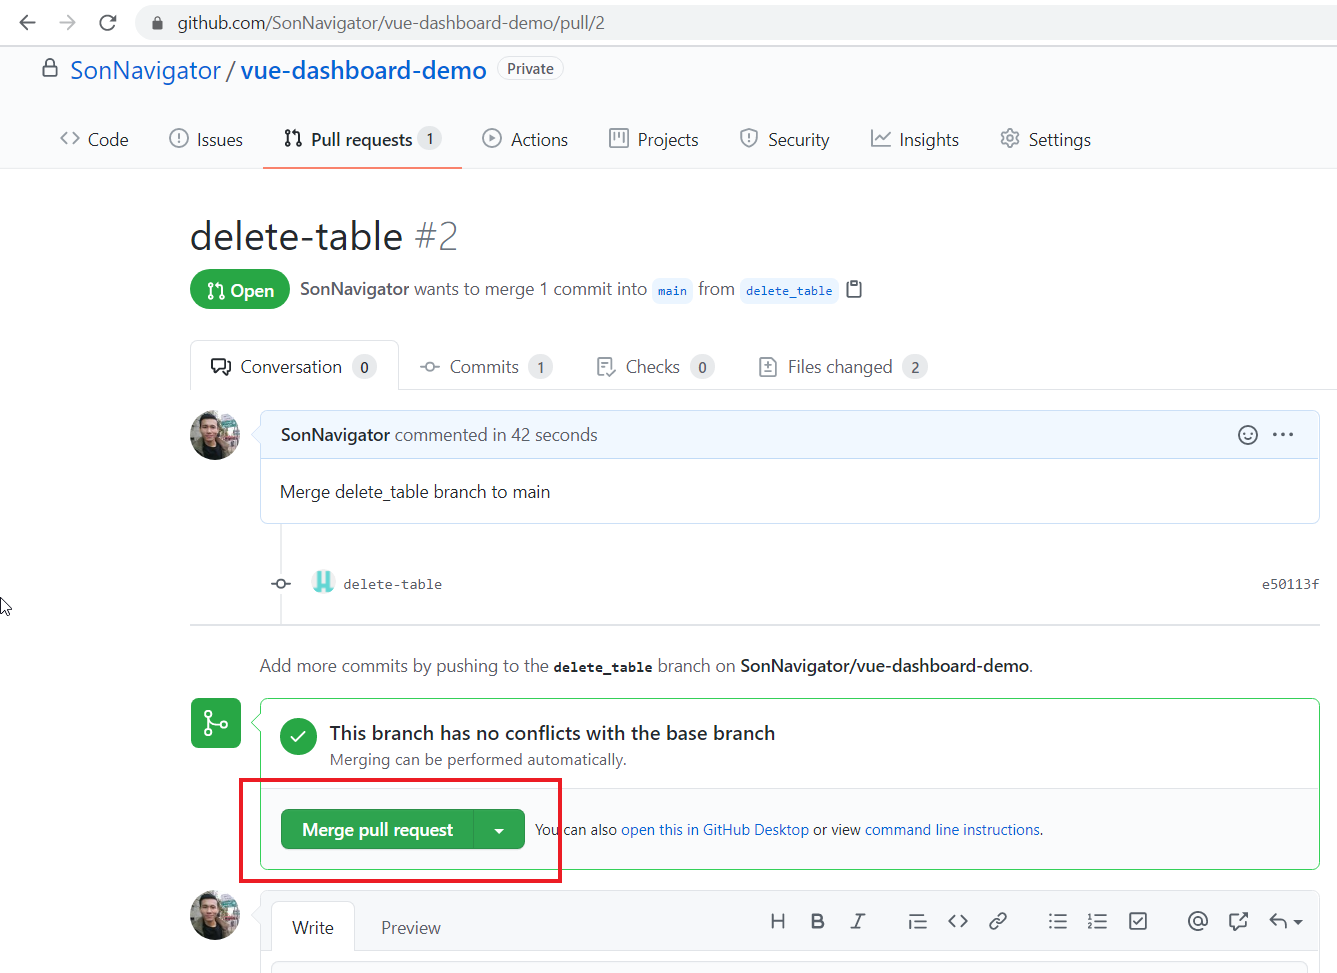 github.com/SonNavigator/vue-dashboard-demo/pull/2
SonNavigator / vue-dashboard-demo Private
Code Issues Pull requests 1 Actions Projects Security Insights Settings
delete-table #2
Open SonNavigator wants to merge 1 commit into main from delete_table
Conversation 0 Commits 1 Checks 0 Files changed 2
SonNavigator commented in 42 seconds
Merge delete_table branch to main
delete-table e50113f
Add more commits by pushing to the delete_table branch on SonNavigator/vue-dashboard-demo.
This branch has no conflicts with the base branch
Merging can be performed automatically.
Merge pull request You can also open this in GitHub Desktop or view command line instructions.
Write Preview